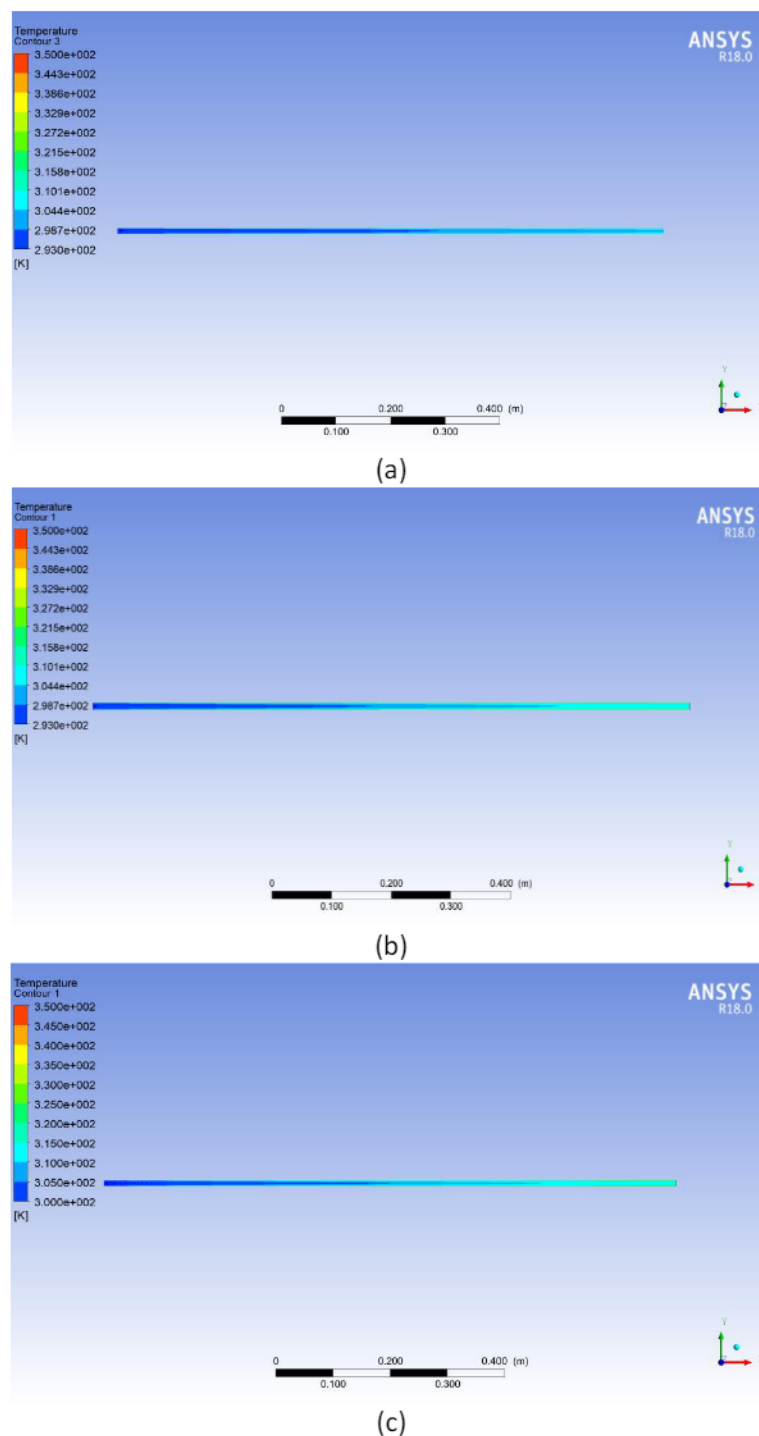 Temperature
Contour 3
3.500e+002
3.443e+002
3.386e+002
3.329e+002
3.272e+002
3.215e+002
3.158e+002
3.101e+002
3.044e+002
2.987e+002
2.930e+002
[K]
ANSYS
R18.0
0 0.200 0.400 (m)
0.100 0.300
Y
(a)
Temperature
Contour 1
3.500e+002
3.443e+002
3.386e+002
3.329e+002
3.272e+002
3.215e+002
3.158e+002
3.101e+002
3.044e+002
2.987e+002
2.930e+002
[K]
ANSYS
R18.0
0 0.200 0.400 (m)
0.100 0.300
Y
(b)
Temperature
Contour 1
3.500e+002
3.450e+002
3.400e+002
3.350e+002
3.300e+002
3.250e+002
3.200e+002
3.150e+002
3.100e+002
3.050e+002
3.000e+002
[K]
ANSYS
R18.0
0 0.200 0.400 (m)
0.100 0.300
Y
(c)